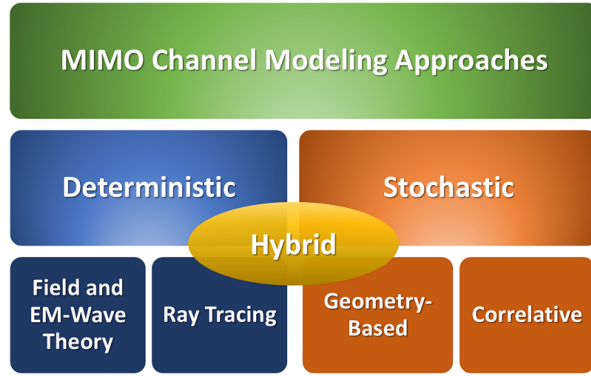 MIMO Channel Modeling Approaches
Deterministic
Stochastic
Hybrid
Field and
EM-Wave
Theory
Ray Tracing
Geometry-
Based
Correlative